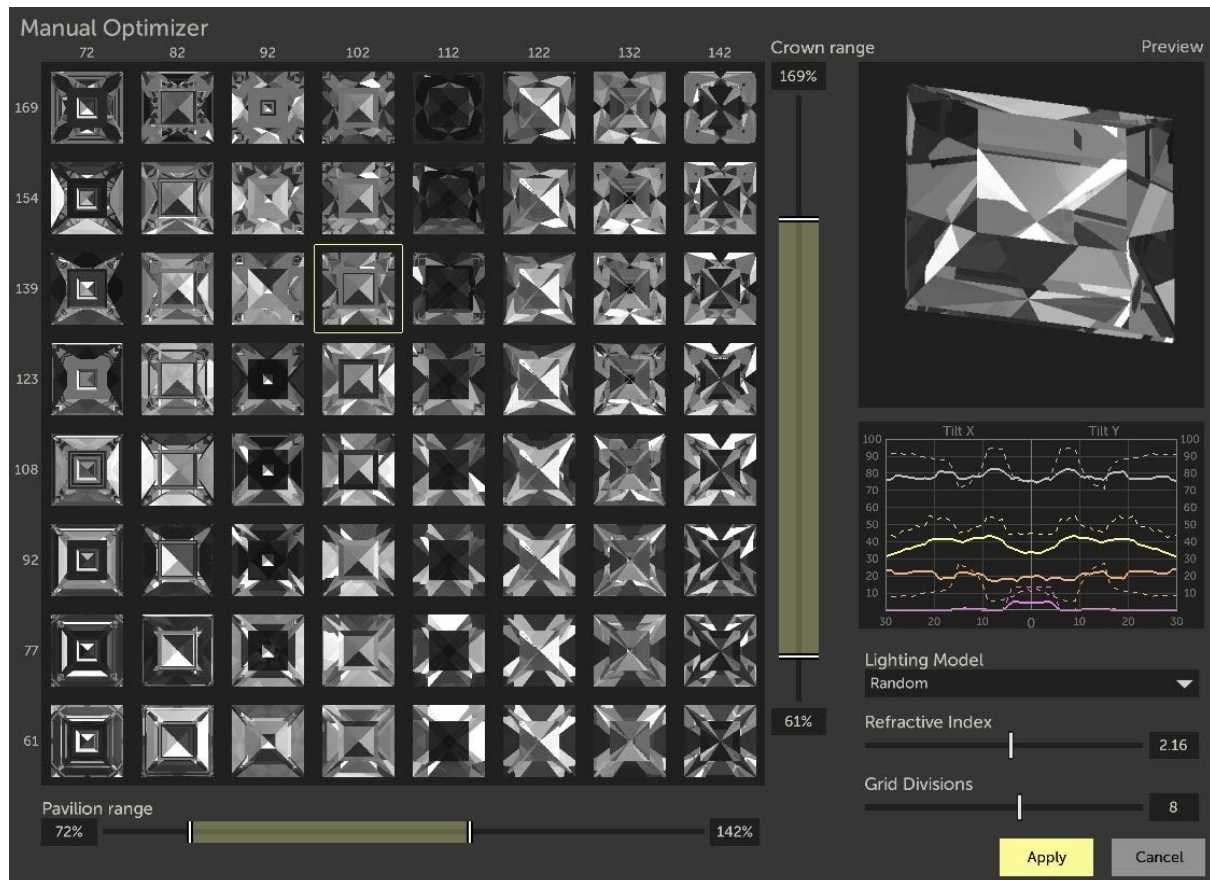 Manual Optimizer
72 82 92 102 112 122 132 142
169
154
139
123
108
92
77
61
Pavilion range
72% 142%
Crown range
169%
61%
Preview
Tilt X Tilt Y
100 100
90 90
80 80
70 70
60 60
50 50
40 40
30 30
20 20
10 10
30 20 10 0 10 20 30
Lighting Model
Random
Refractive Index
2.16
Grid Divisions
8
Apply Cancel